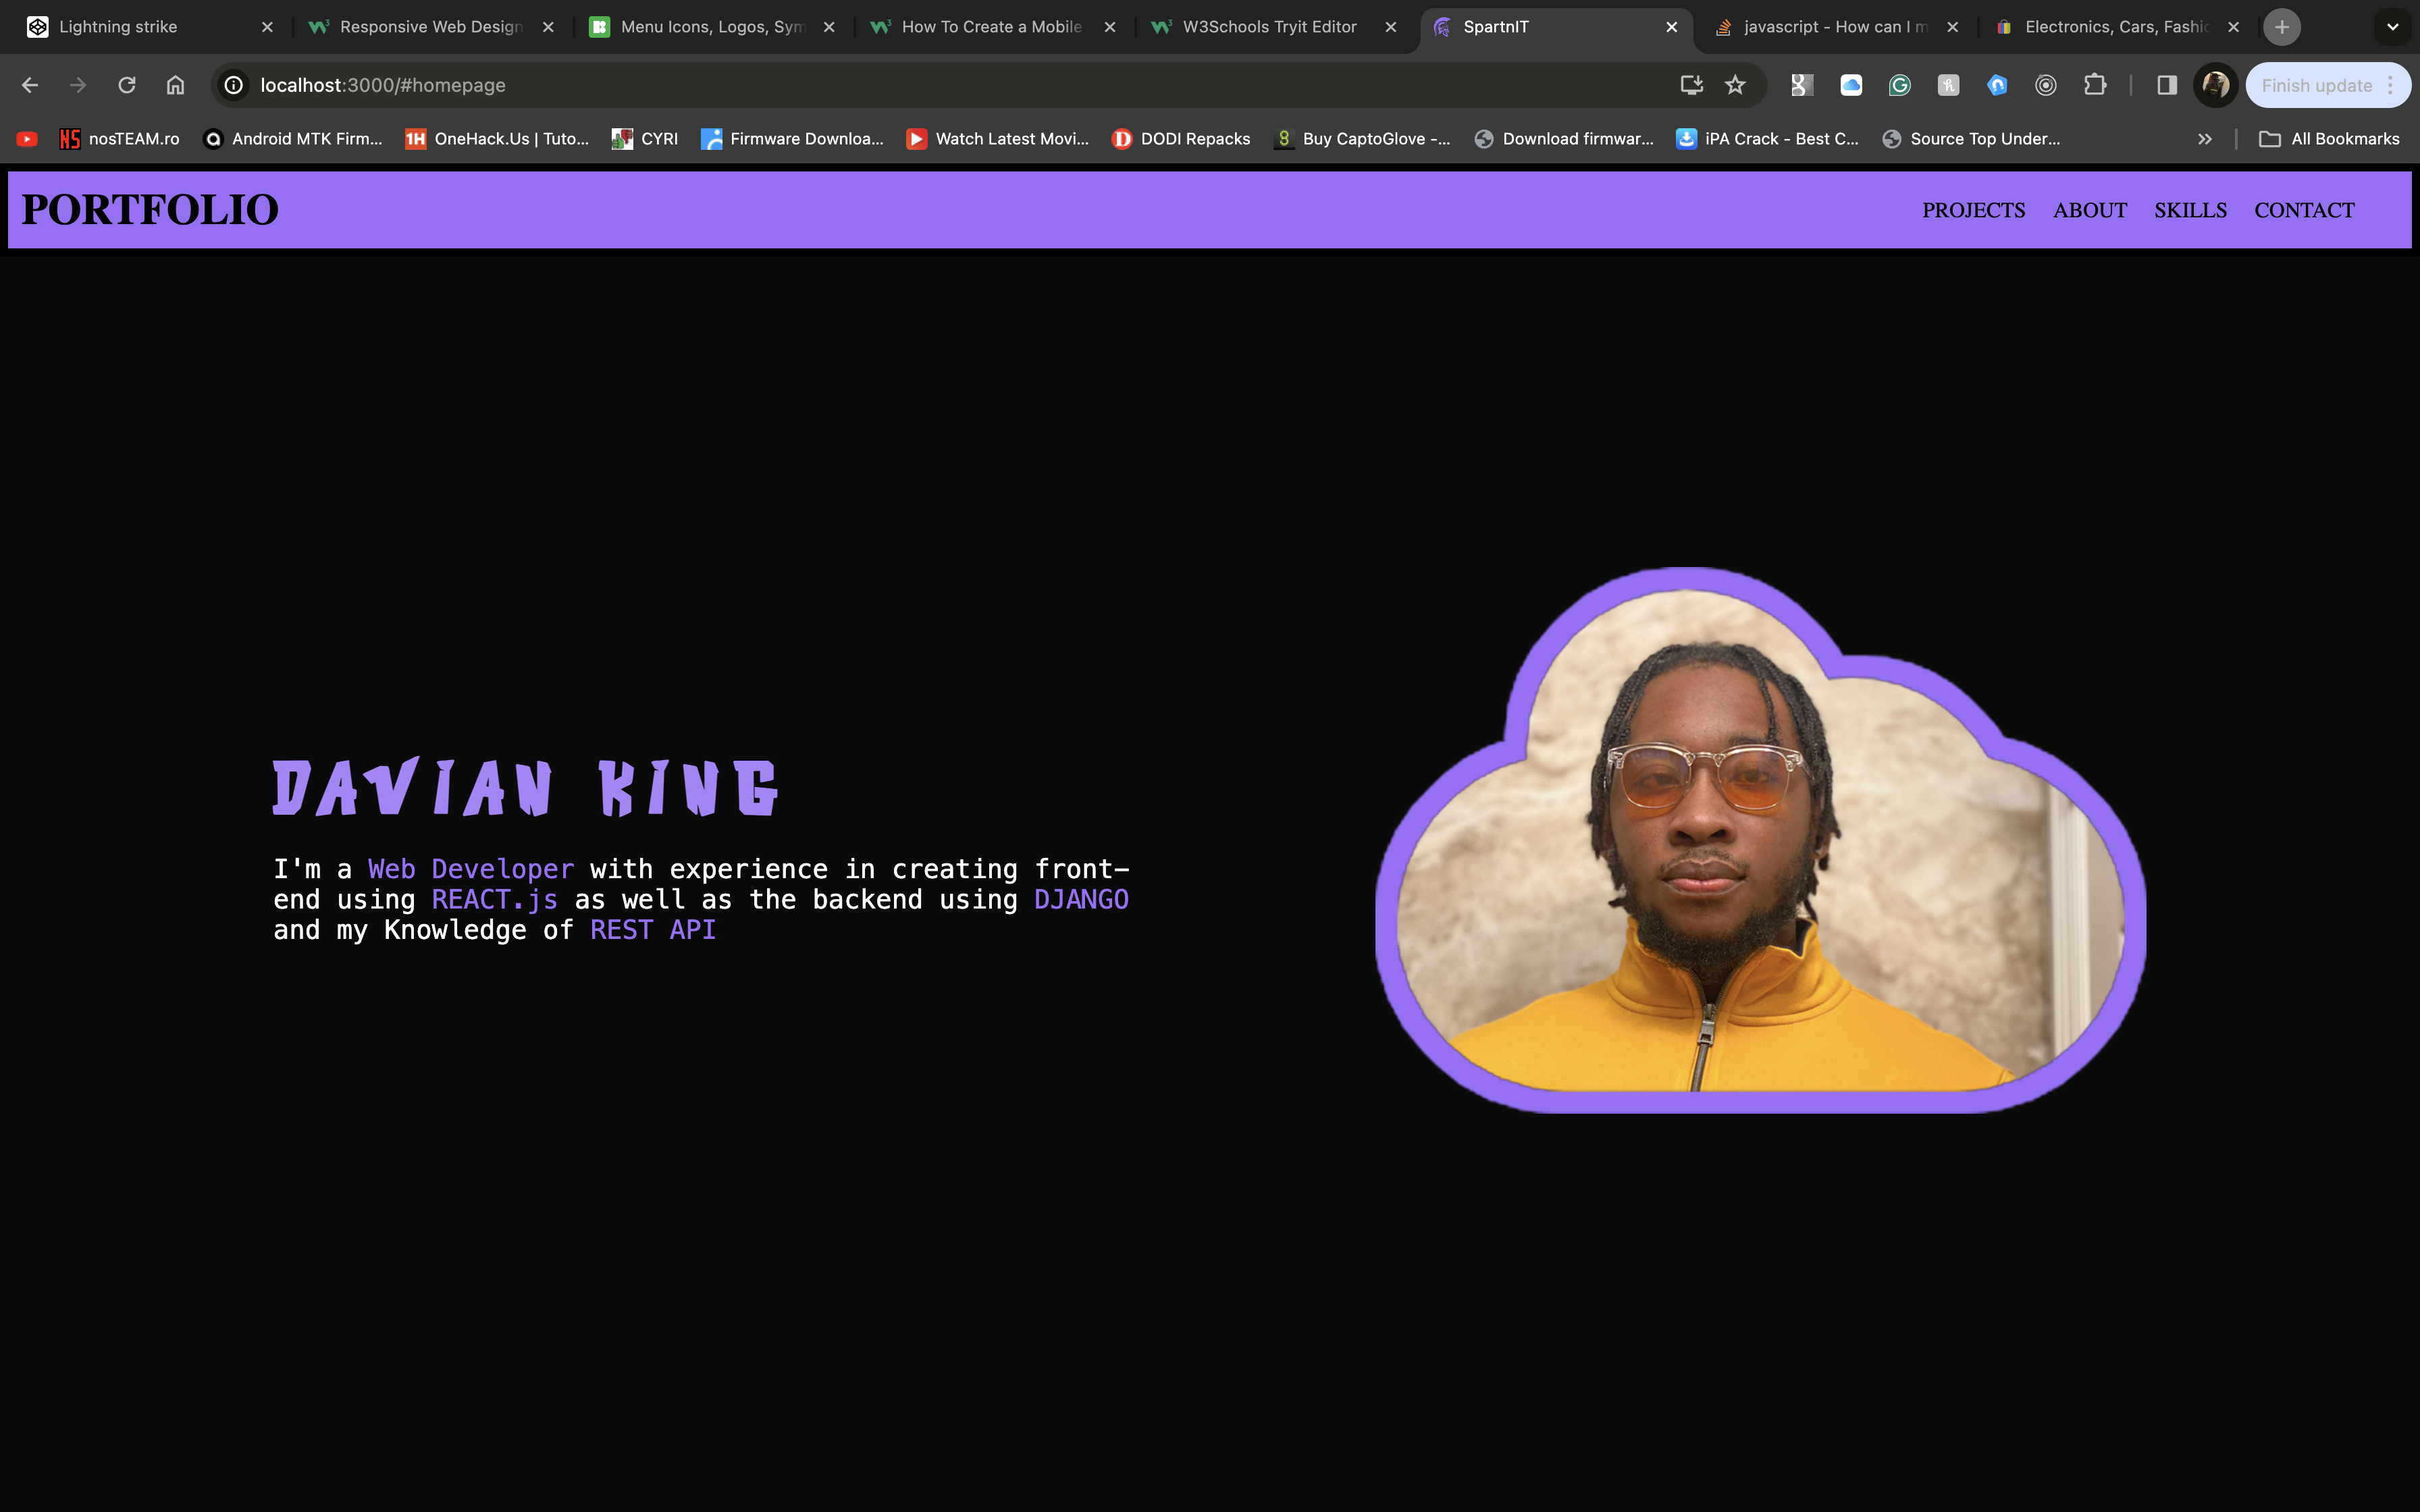 Lightning strike
Responsive Web Design
Menu Icons, Logos, Sym
How To Create a Mobile
W3Schools Tryit Editor
SpartnIT
javascript - How can I m
Electronics, Cars, Fashio
localhost:3000/#homepage
Finish update
NS nosTEAM.ro
Android MTK Firm...
1H OneHack.Us | Tuto...
CYRI
Firmware Downloa...
Watch Latest Movi...
D DODI Repacks
Buy CaptoGlove -...
Download firmwar...
iPA Crack - Best C...
Source Top Under...
All Bookmarks
PORTFOLIO
PROJECTS ABOUT SKILLS CONTACT
DAVIAN KING
I'm a Web Developer with experience in creating front-
end using REACT.js as well as the backend using DJANGO
and my Knowledge of REST API